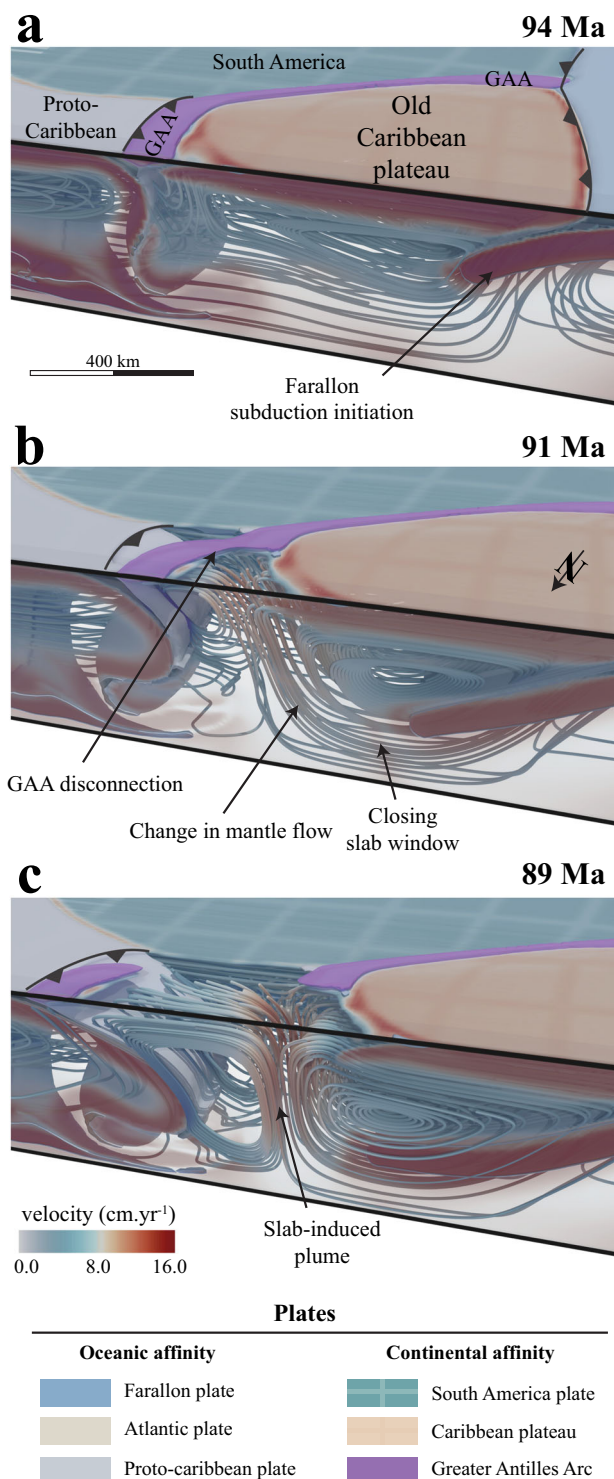 a
94 Ma
South America
GAA
Proto-
Caribbean
GAA
Old
Caribbean
plateau
400 km
Farallon
subduction initiation
b
91 Ma
N
GAA disconnection
Change in mantle flow
Closing
slab window
c
89 Ma
velocity (cm.yr⁻¹)
0.0 8.0 16.0
Slab-induced
plume
Plates
Oceanic affinity
Continental affinity
Farallon plate
South America plate
Atlantic plate
Caribbean plateau
Proto-caribbean plate
Greater Antilles Arc